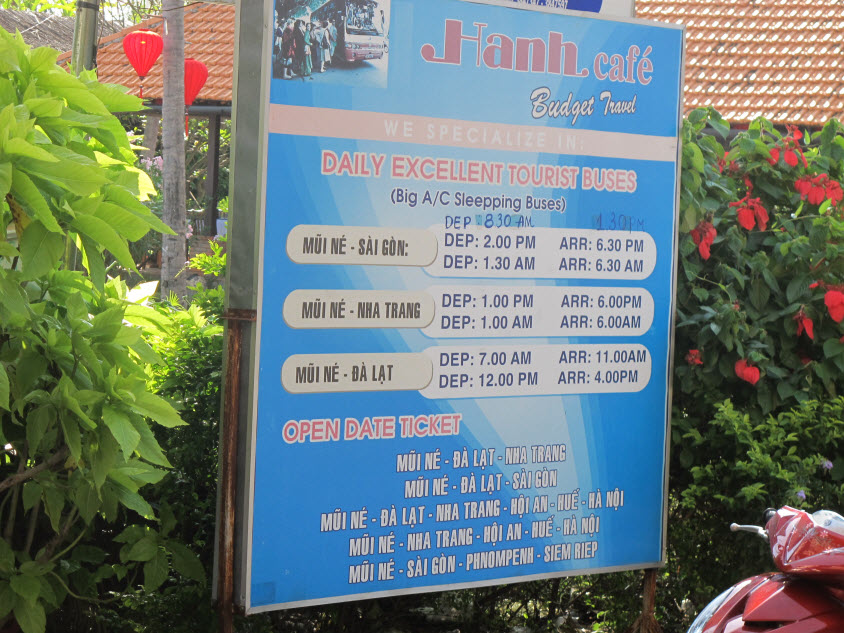 Hanh café
Budget Travel
WE SPECIALIZE IN:
DAILY EXCELLENT TOURIST BUSES
(Big A/C Sleepping Buses)
DEP : 8 30 AM 1.30 PM
MŨI NÉ - SÀI GÒN: DEP: 2.00 PM ARR: 6.30 PM
DEP: 1.30 AM ARR: 6.30 AM
MŨI NÉ - NHA TRANG DEP: 1.00 PM ARR: 6.00PM
DEP: 1.00 AM ARR: 6.00AM
MŨI NÉ - ĐÀ LẠT DEP: 7.00 AM ARR: 11.00AM
DEP: 12.00 PM ARR: 4.00PM
OPEN DATE TICKET
MŨI NÉ - ĐÀ LẠT - NHA TRANG
MŨI NÉ - ĐÀ LẠT - SÀI GÒN
MŨI NÉ - ĐÀ LẠT - NHA TRANG - HỘI AN - HUẾ - HÀ NỘI
MŨI NÉ - NHA TRANG - HỘI AN - HUẾ - HÀ NỘI
MŨI NÉ - SÀI GÒN - PHNOMPENH - SIEM RIEP